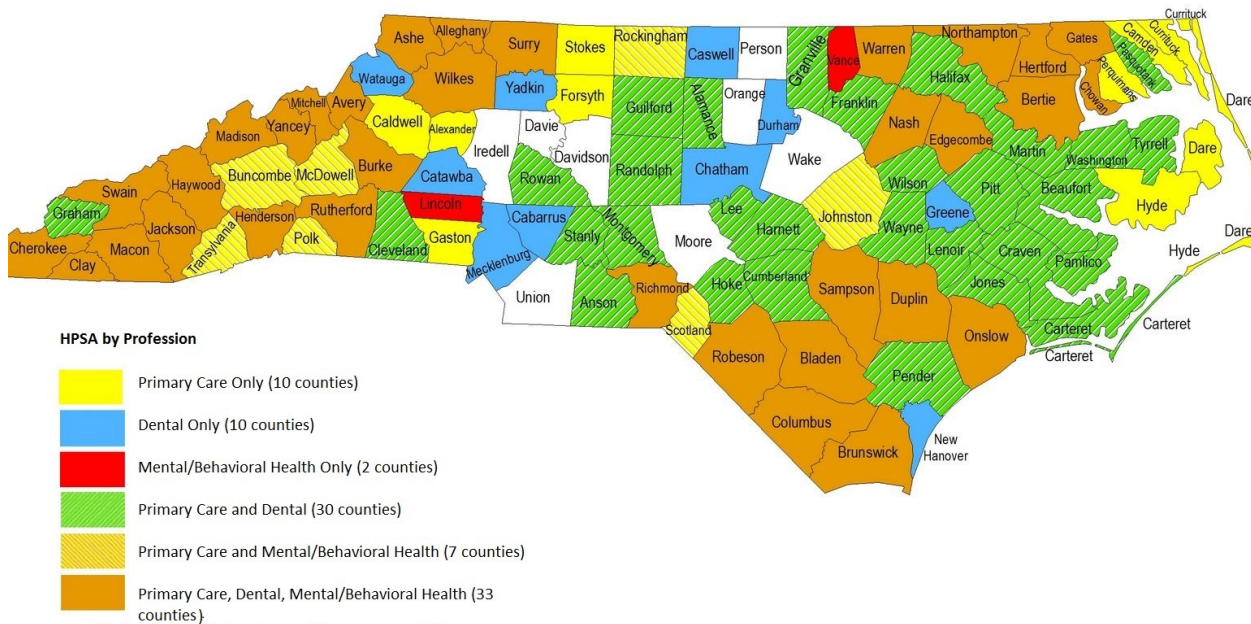 Currituck
Ashe
Alleghany
Surry
Stokes
Rockingham
Caswell
Person
Granville
Vance
Warren
Northampton
Gates
Camden
Currituck
Pasquotank
Perquimans
Hertford
Chowan
Bertie
Halifax
Watauga
Wilkes
Yadkin
Forsyth
Guilford
Alamance
Orange
Durham
Franklin
Nash
Edgecombe
Martin
Washington
Tyrrell
Dare
Dare
Mitchell
Avery
Caldwell
Alexander
Iredell
Davie
Davidson
Randolph
Chatham
Wake
Madison
Yancey
Burke
Catawba
Rowan
Buncombe
McDowell
Wilson
Pitt
Beaufort
Hyde
Swain
Haywood
Graham
Jackson
Henderson
Rutherford
Lincoln
Cabarrus
Stanly
Montgomery
Lee
Harnett
Johnston
Greene
Wayne
Lenoir
Craven
Pamlico
Hyde
Dare
Cherokee
Macon
Clay
Transylvania
Polk
Cleveland
Gaston
Mecklenburg
Union
Anson
Moore
Richmond
Hoke
Cumberland
Sampson
Duplin
Jones
Carteret
Carteret
Carteret
Scotland
Robeson
Bladen
Onslow
Pender
Columbus
Brunswick
New
Hanover
HPSA by Profession
Primary Care Only (10 counties)
Dental Only (10 counties)
Mental/Behavioral Health Only (2 counties)
Primary Care and Dental (30 counties)
Primary Care and Mental/Behavioral Health (7 counties)
Primary Care, Dental, Mental/Behavioral Health (33
counties)